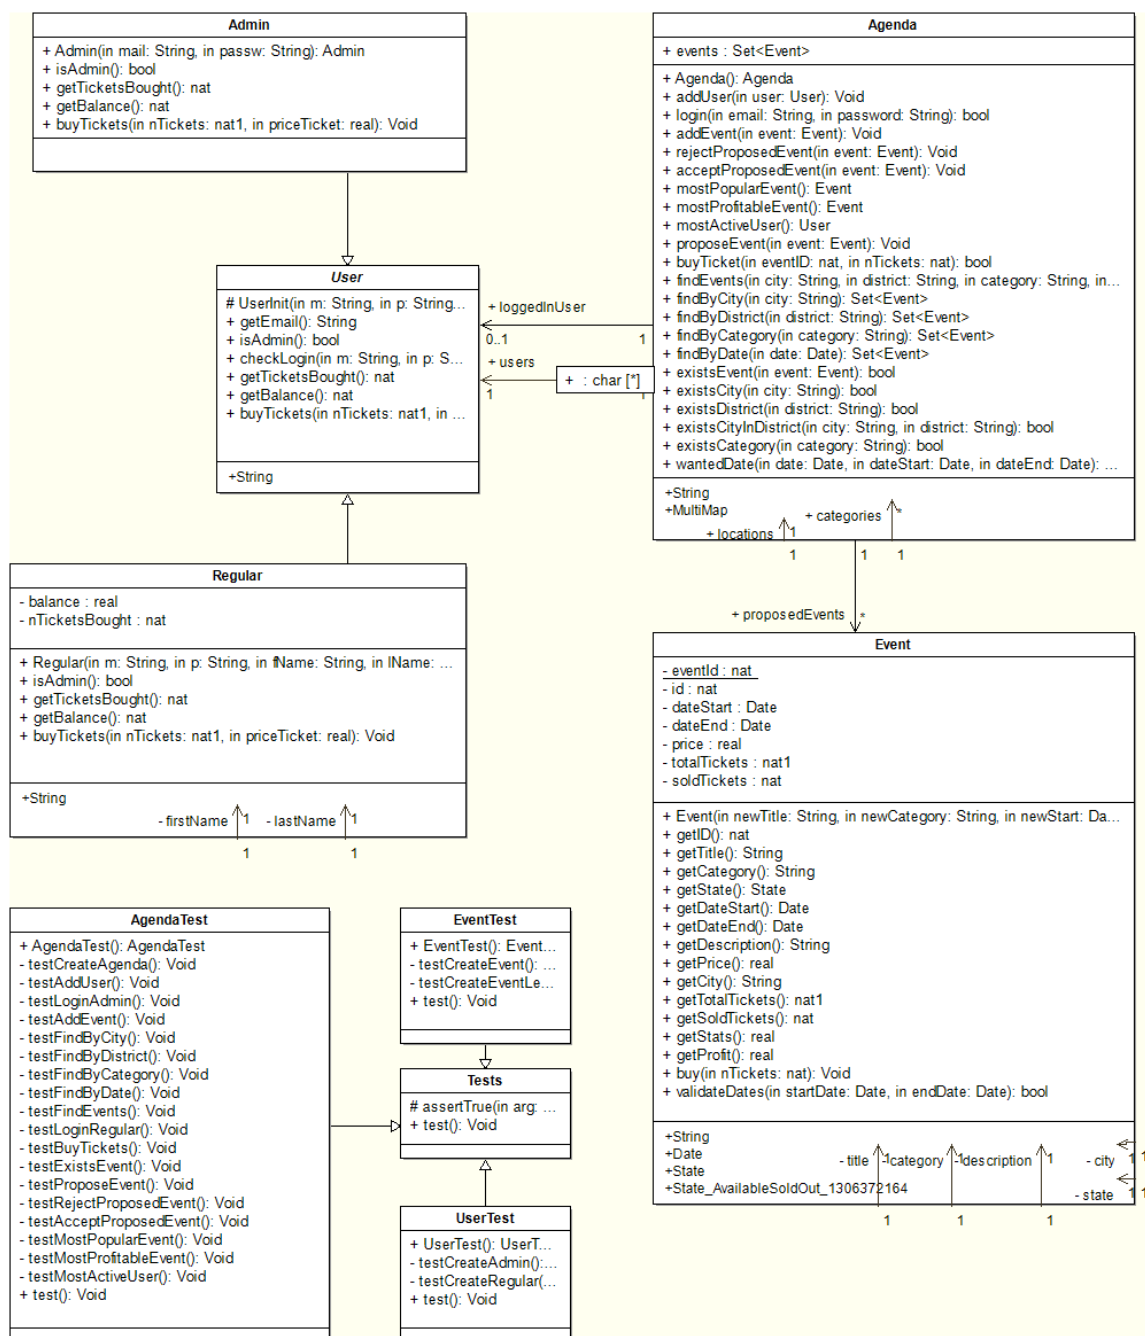 Admin
+ Admin(in mail: String, in passw: String): Admin
+ isAdmin(): bool
+ getTicketsBought(): nat
+ getBalance(): nat
+ buyTickets(in nTickets: nat1, in priceTicket: real): Void
Agenda
+ events : Set<Event>
+ Agenda(): Agenda
+ addUser(in user: User): Void
+ login(in email: String, in password: String): bool
+ addEvent(in event: Event): Void
+ rejectProposedEvent(in event: Event): Void
+ acceptProposedEvent(in event: Event): Void
+ mostPopularEvent(): Event
+ mostProfitableEvent(): Event
+ mostActiveUser(): User
+ proposeEvent(in event: Event): Void
+ buyTicket(in eventID: nat, in nTickets: nat): bool
+ findEvents(in city: String, in district: String, in category: String, in...
+ findByCity(in city: String): Set<Event>
+ findByDistrict(in district: String): Set<Event>
+ findByCategory(in category: String): Set<Event>
+ findByDate(in date: Date): Set<Event>
+ existsEvent(in event: Event): bool
+ existsCity(in city: String): bool
+ existsDistrict(in district: String): bool
+ existsCityInDistrict(in city: String, in district: String): bool
+ existsCategory(in category: String): bool
+ wantedDate(in date: Date, in dateStart: Date, in dateEnd: Date): ...
+String
+MultiMap
+ locations
1
1
+ categories
*
1
User
# UserInit(in m: String, in p: String...
+ getEmail(): String
+ isAdmin(): bool
+ checkLogin(in m: String, in p: S...
+ getTicketsBought(): nat
+ getBalance(): nat
+ buyTickets(in nTickets: nat1, in ...
+String
+ loggedInUser
0..1
1
+ users
1
+ : char [*]
1
1
+ proposedEvents
*
Regular
- balance : real
- nTicketsBought : nat
+ Regular(in m: String, in p: String, in fName: String, in lName: ...
+ isAdmin(): bool
+ getTicketsBought(): nat
+ getBalance(): nat
+ buyTickets(in nTickets: nat1, in priceTicket: real): Void
+String
- firstName
1
1
- lastName
1
1
Event
- eventId : nat
- id : nat
- dateStart : Date
- dateEnd : Date
- price : real
- totalTickets : nat1
- soldTickets : nat
+ Event(in newTitle: String, in newCategory: String, in newStart: Da...
+ getID(): nat
+ getTitle(): String
+ getCategory(): String
+ getState(): State
+ getDateStart(): Date
+ getDateEnd(): Date
+ getDescription(): String
+ getPrice(): real
+ getCity(): String
+ getTotalTickets(): nat1
+ getSoldTickets(): nat
+ getStats(): real
+ getProfit(): real
+ buy(in nTickets: nat): Void
+ validateDates(in startDate: Date, in endDate: Date): bool
+String
+Date
+State
+State_AvailableSoldOut_1306372164
- title
1
1
- category
1
1
- description
1
1
- city
1
1
- state
1
1
AgendaTest
+ AgendaTest(): AgendaTest
- testCreateAgenda(): Void
- testAddUser(): Void
- testLoginAdmin(): Void
- testAddEvent(): Void
- testFindByCity(): Void
- testFindByDistrict(): Void
- testFindByCategory(): Void
- testFindByDate(): Void
- testFindEvents(): Void
- testLoginRegular(): Void
- testBuyTickets(): Void
- testExistsEvent(): Void
- testProposeEvent(): Void
- testRejectProposedEvent(): Void
- testAcceptProposedEvent(): Void
- testMostPopularEvent(): Void
- testMostProfitableEvent(): Void
- testMostActiveUser(): Void
+ test(): Void
EventTest
+ EventTest(): Event...
- testCreateEvent(): ...
- testCreateEventLe...
+ test(): Void
Tests
# assertTrue(in arg: ...
+ test(): Void
UserTest
+ UserTest(): UserT...
- testCreateAdmin():...
- testCreateRegular(...
+ test(): Void